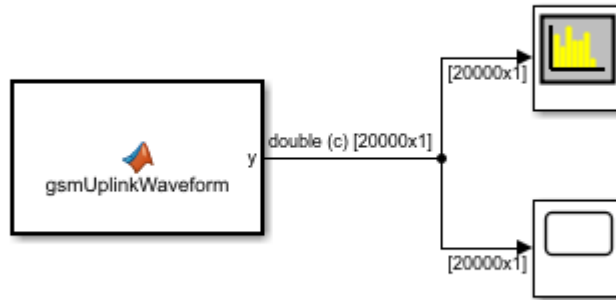 [20000x1]
y
double (c) [20000x1]
gsmUplinkWaveform
[20000x1]